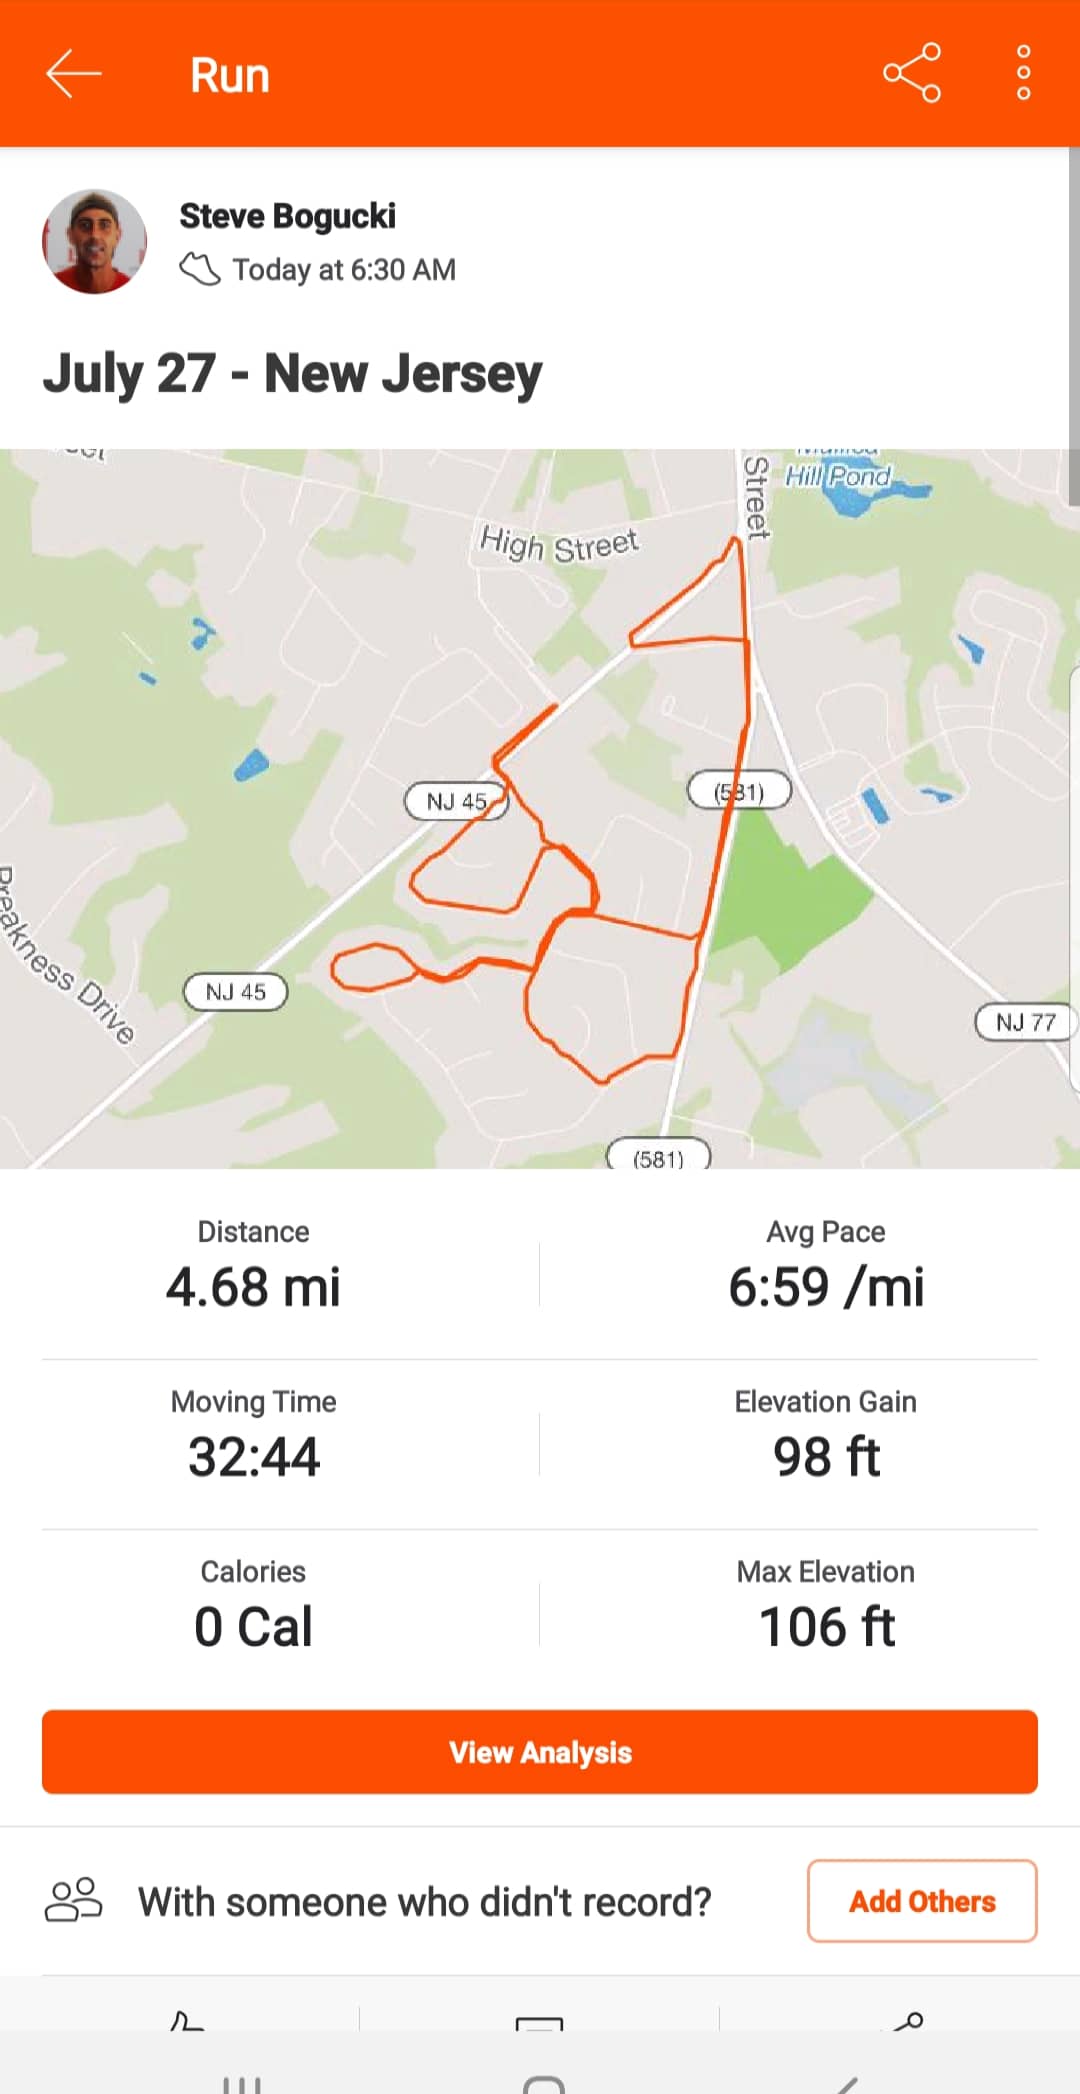 Run
Steve Bogucki
Today at 6:30 AM
July 27 - New Jersey
Street
Hill Pond
High Street
NJ 45
(581)
Preakness Drive
NJ 45
NJ 77
(581)
Distance
4.68 mi
Avg Pace
6:59 /mi
Moving Time
32:44
Elevation Gain
98 ft
Calories
0 Cal
Max Elevation
106 ft
View Analysis
With someone who didn't record?
Add Others